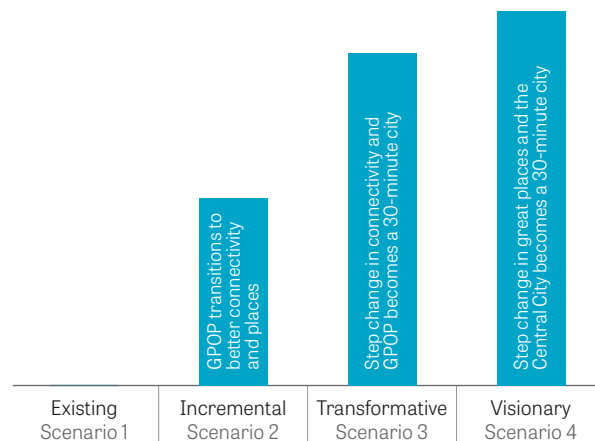 GPOP transitions to
better connectivity
and places
Step change in connectivity and
GPOP becomes a 30-minute city
Step change in great places and the
Central City becomes a 30-minute city
Existing
Scenario 1
Incremental
Scenario 2
Transformative
Scenario 3
Visionary
Scenario 4